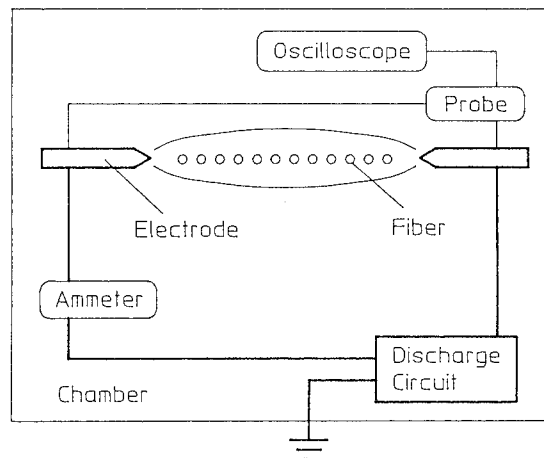 Oscilloscope
Probe
Electrode
Fiber
Ammeter
Discharge
Circuit
Chamber